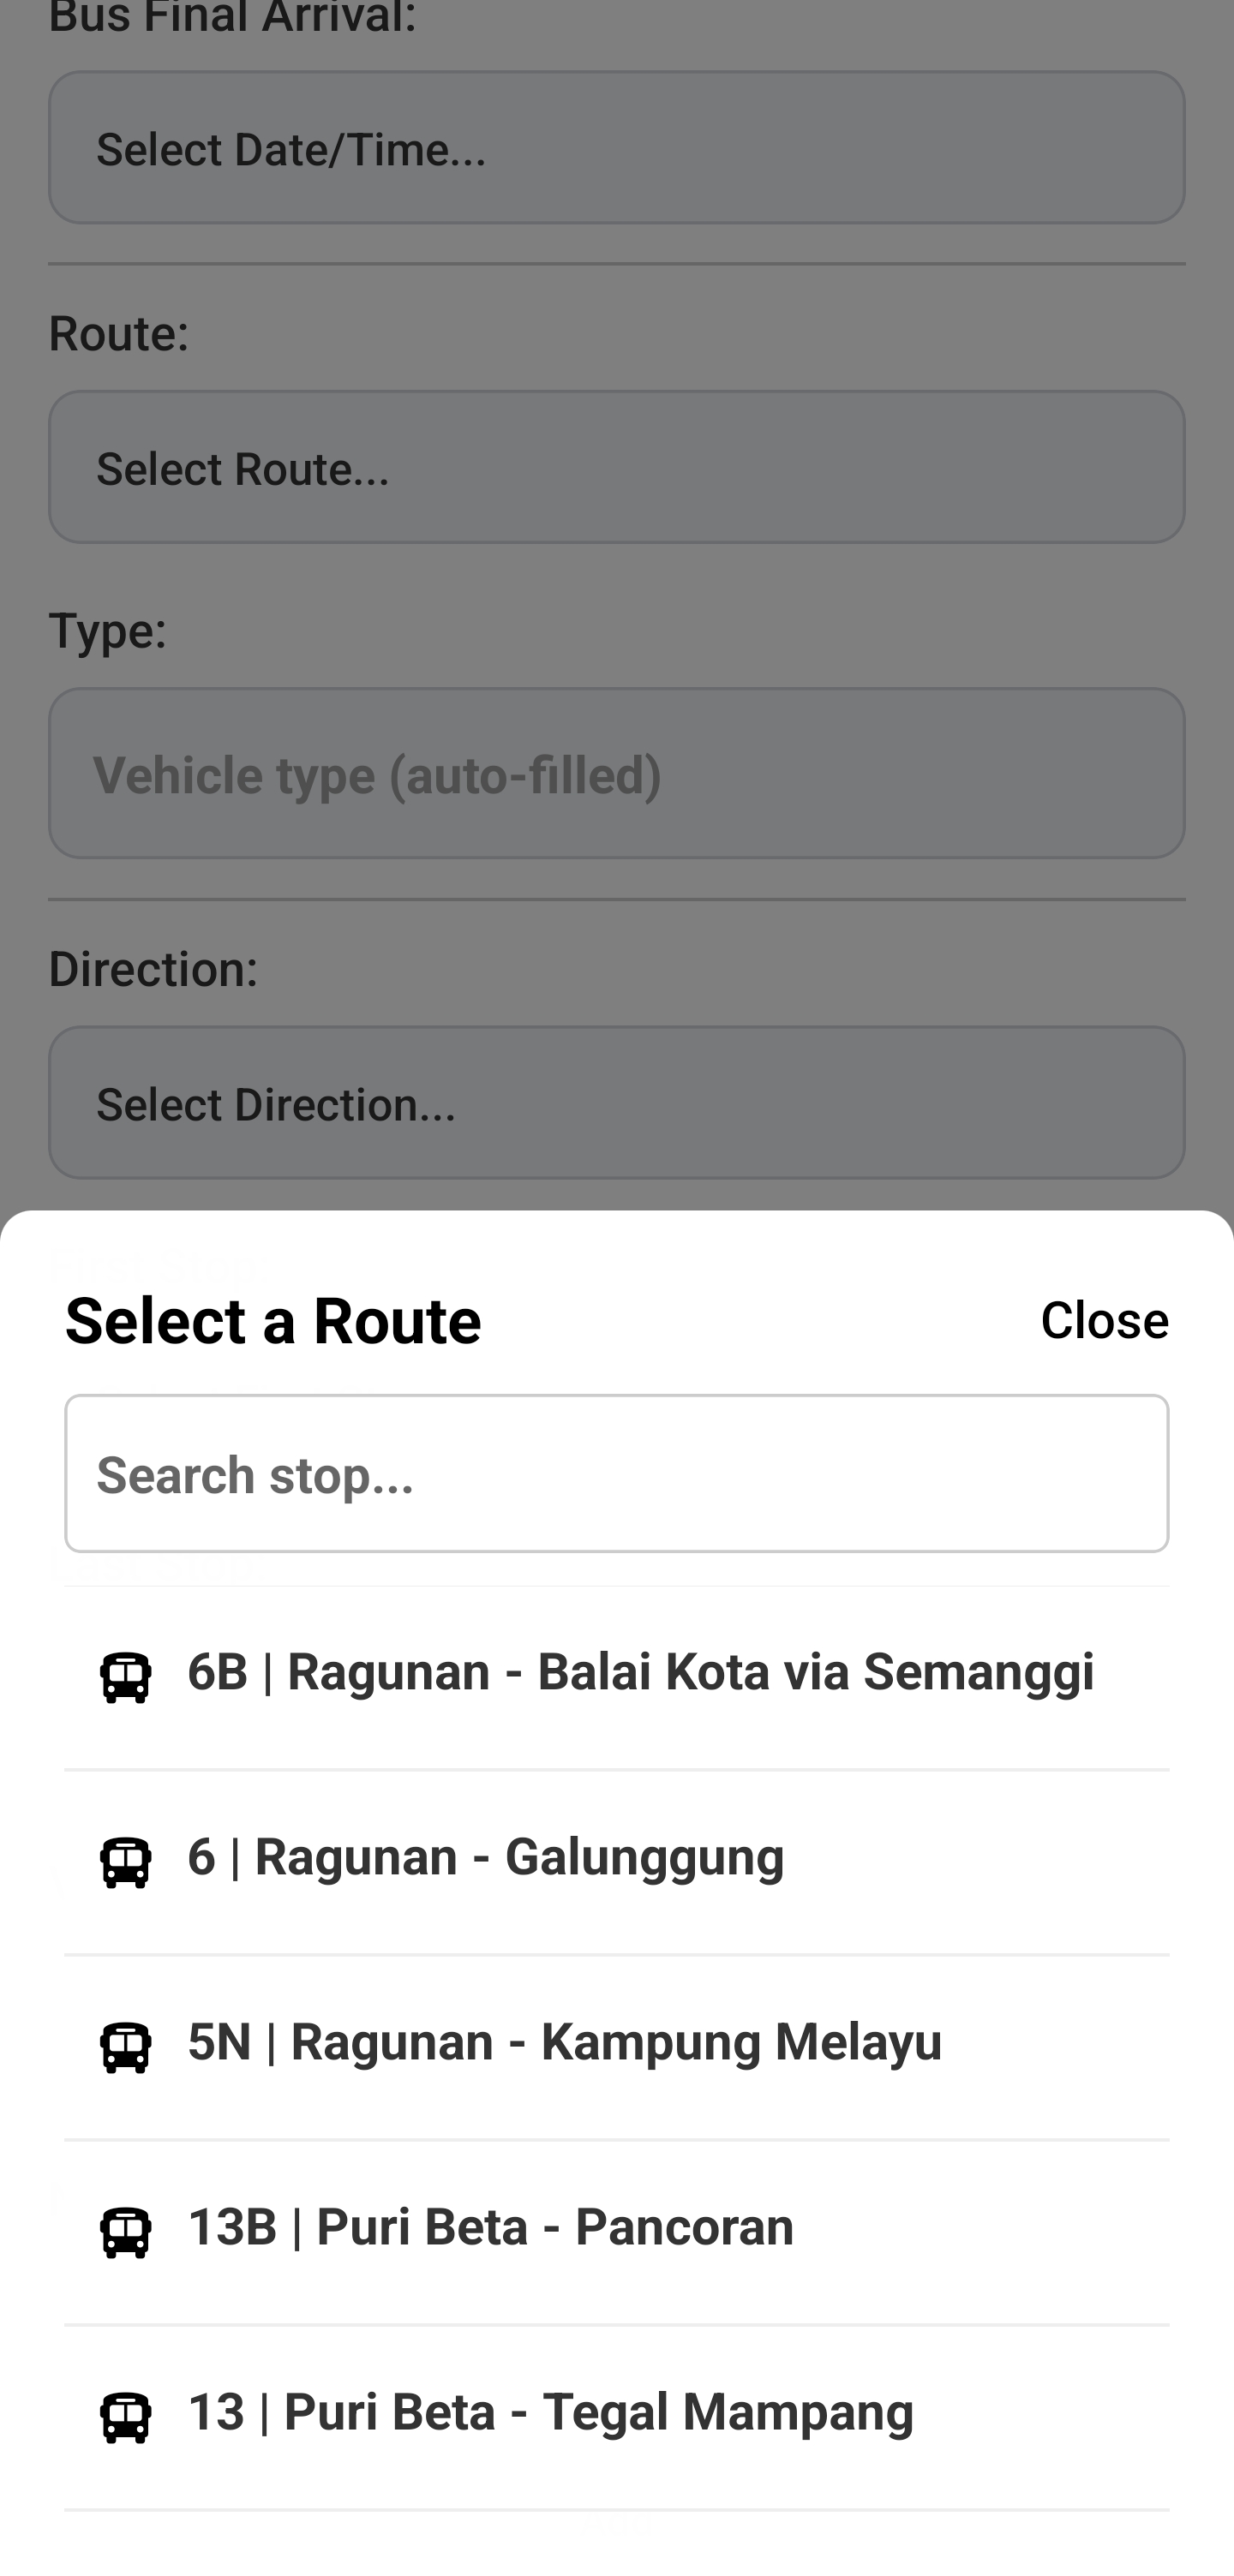 Bus Final Arrival:
Select Date/Time...
Route:
Select Route...
Type:
Vehicle type (auto-filled)
Direction:
Select Direction...
Select a Route
Close
Search stop...
6B | Ragunan - Balai Kota via Semanggi
6 | Ragunan - Galunggung
5N | Ragunan - Kampung Melayu
13B | Puri Beta - Pancoran
13 | Puri Beta - Tegal Mampang